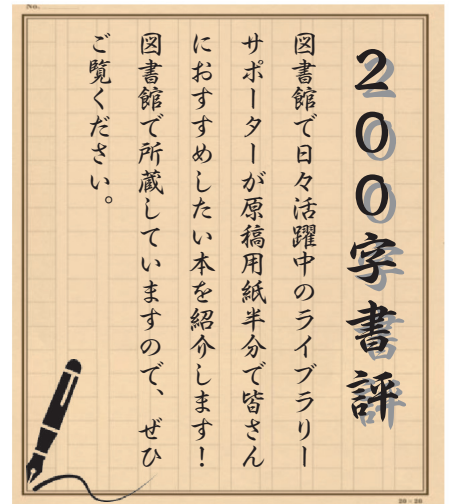 No.
２００字書評
図書館で日々活躍中のライブラリー
サポーターが原稿用紙半分で皆さん
におすすめしたい本を紹介します！
図書館で所蔵していますので、ぜひ
ご覧ください。
20 × 20